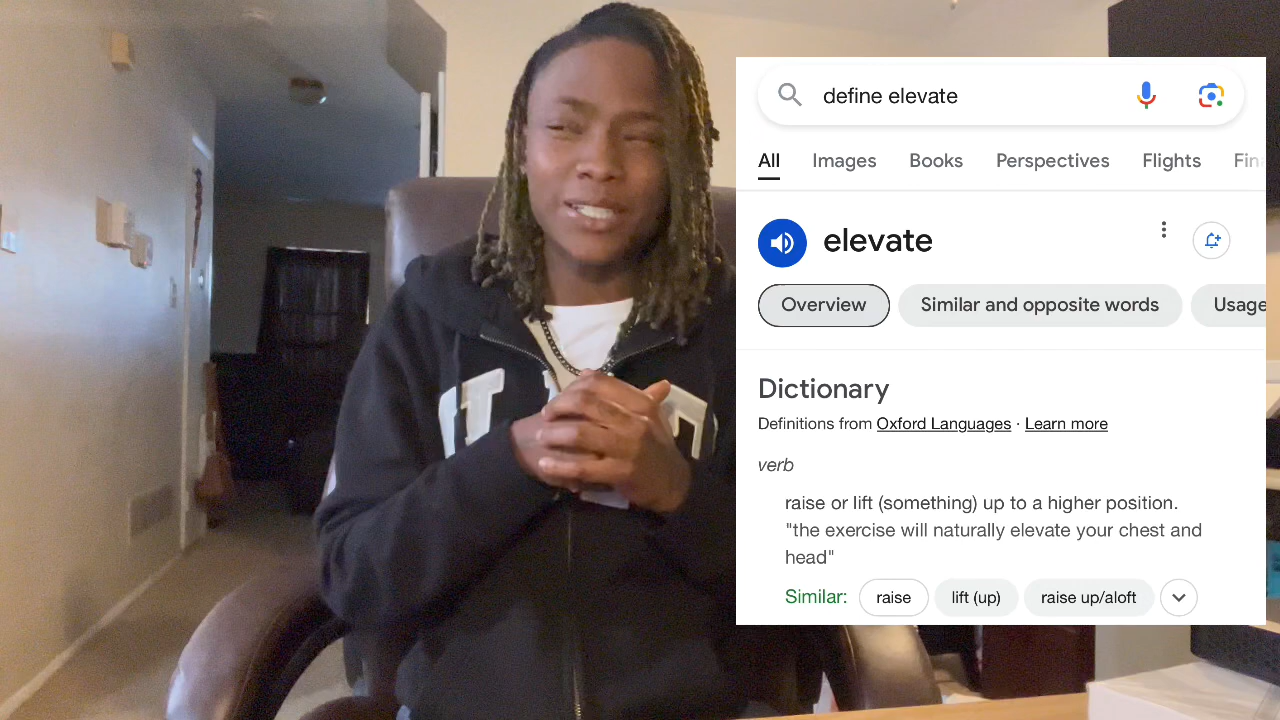 define elevate
All Images Books Perspectives Flights Fin
elevate
Overview Similar and opposite words Usage
Dictionary
Definitions from Oxford Languages · Learn more
verb
raise or lift (something) up to a higher position.
"the exercise will naturally elevate your chest and
head"
Similar: raise lift (up) raise up/aloft